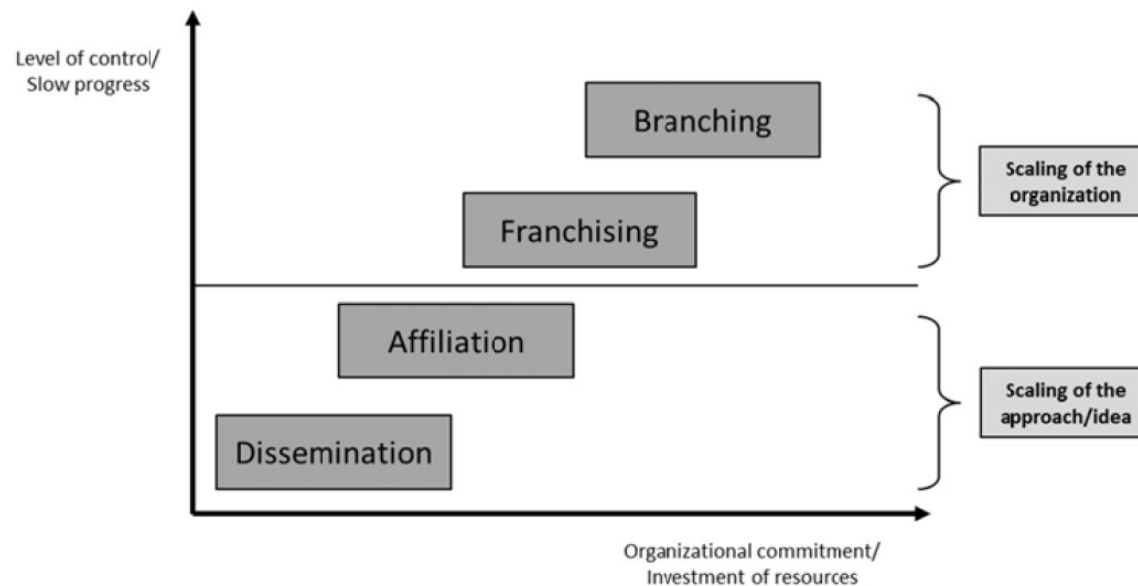 Level of control/
Slow progress
Branching
Scaling of the
organization
Franchising
Affiliation
Scaling of the
approach/idea
Dissemination
Organizational commitment/
Investment of resources